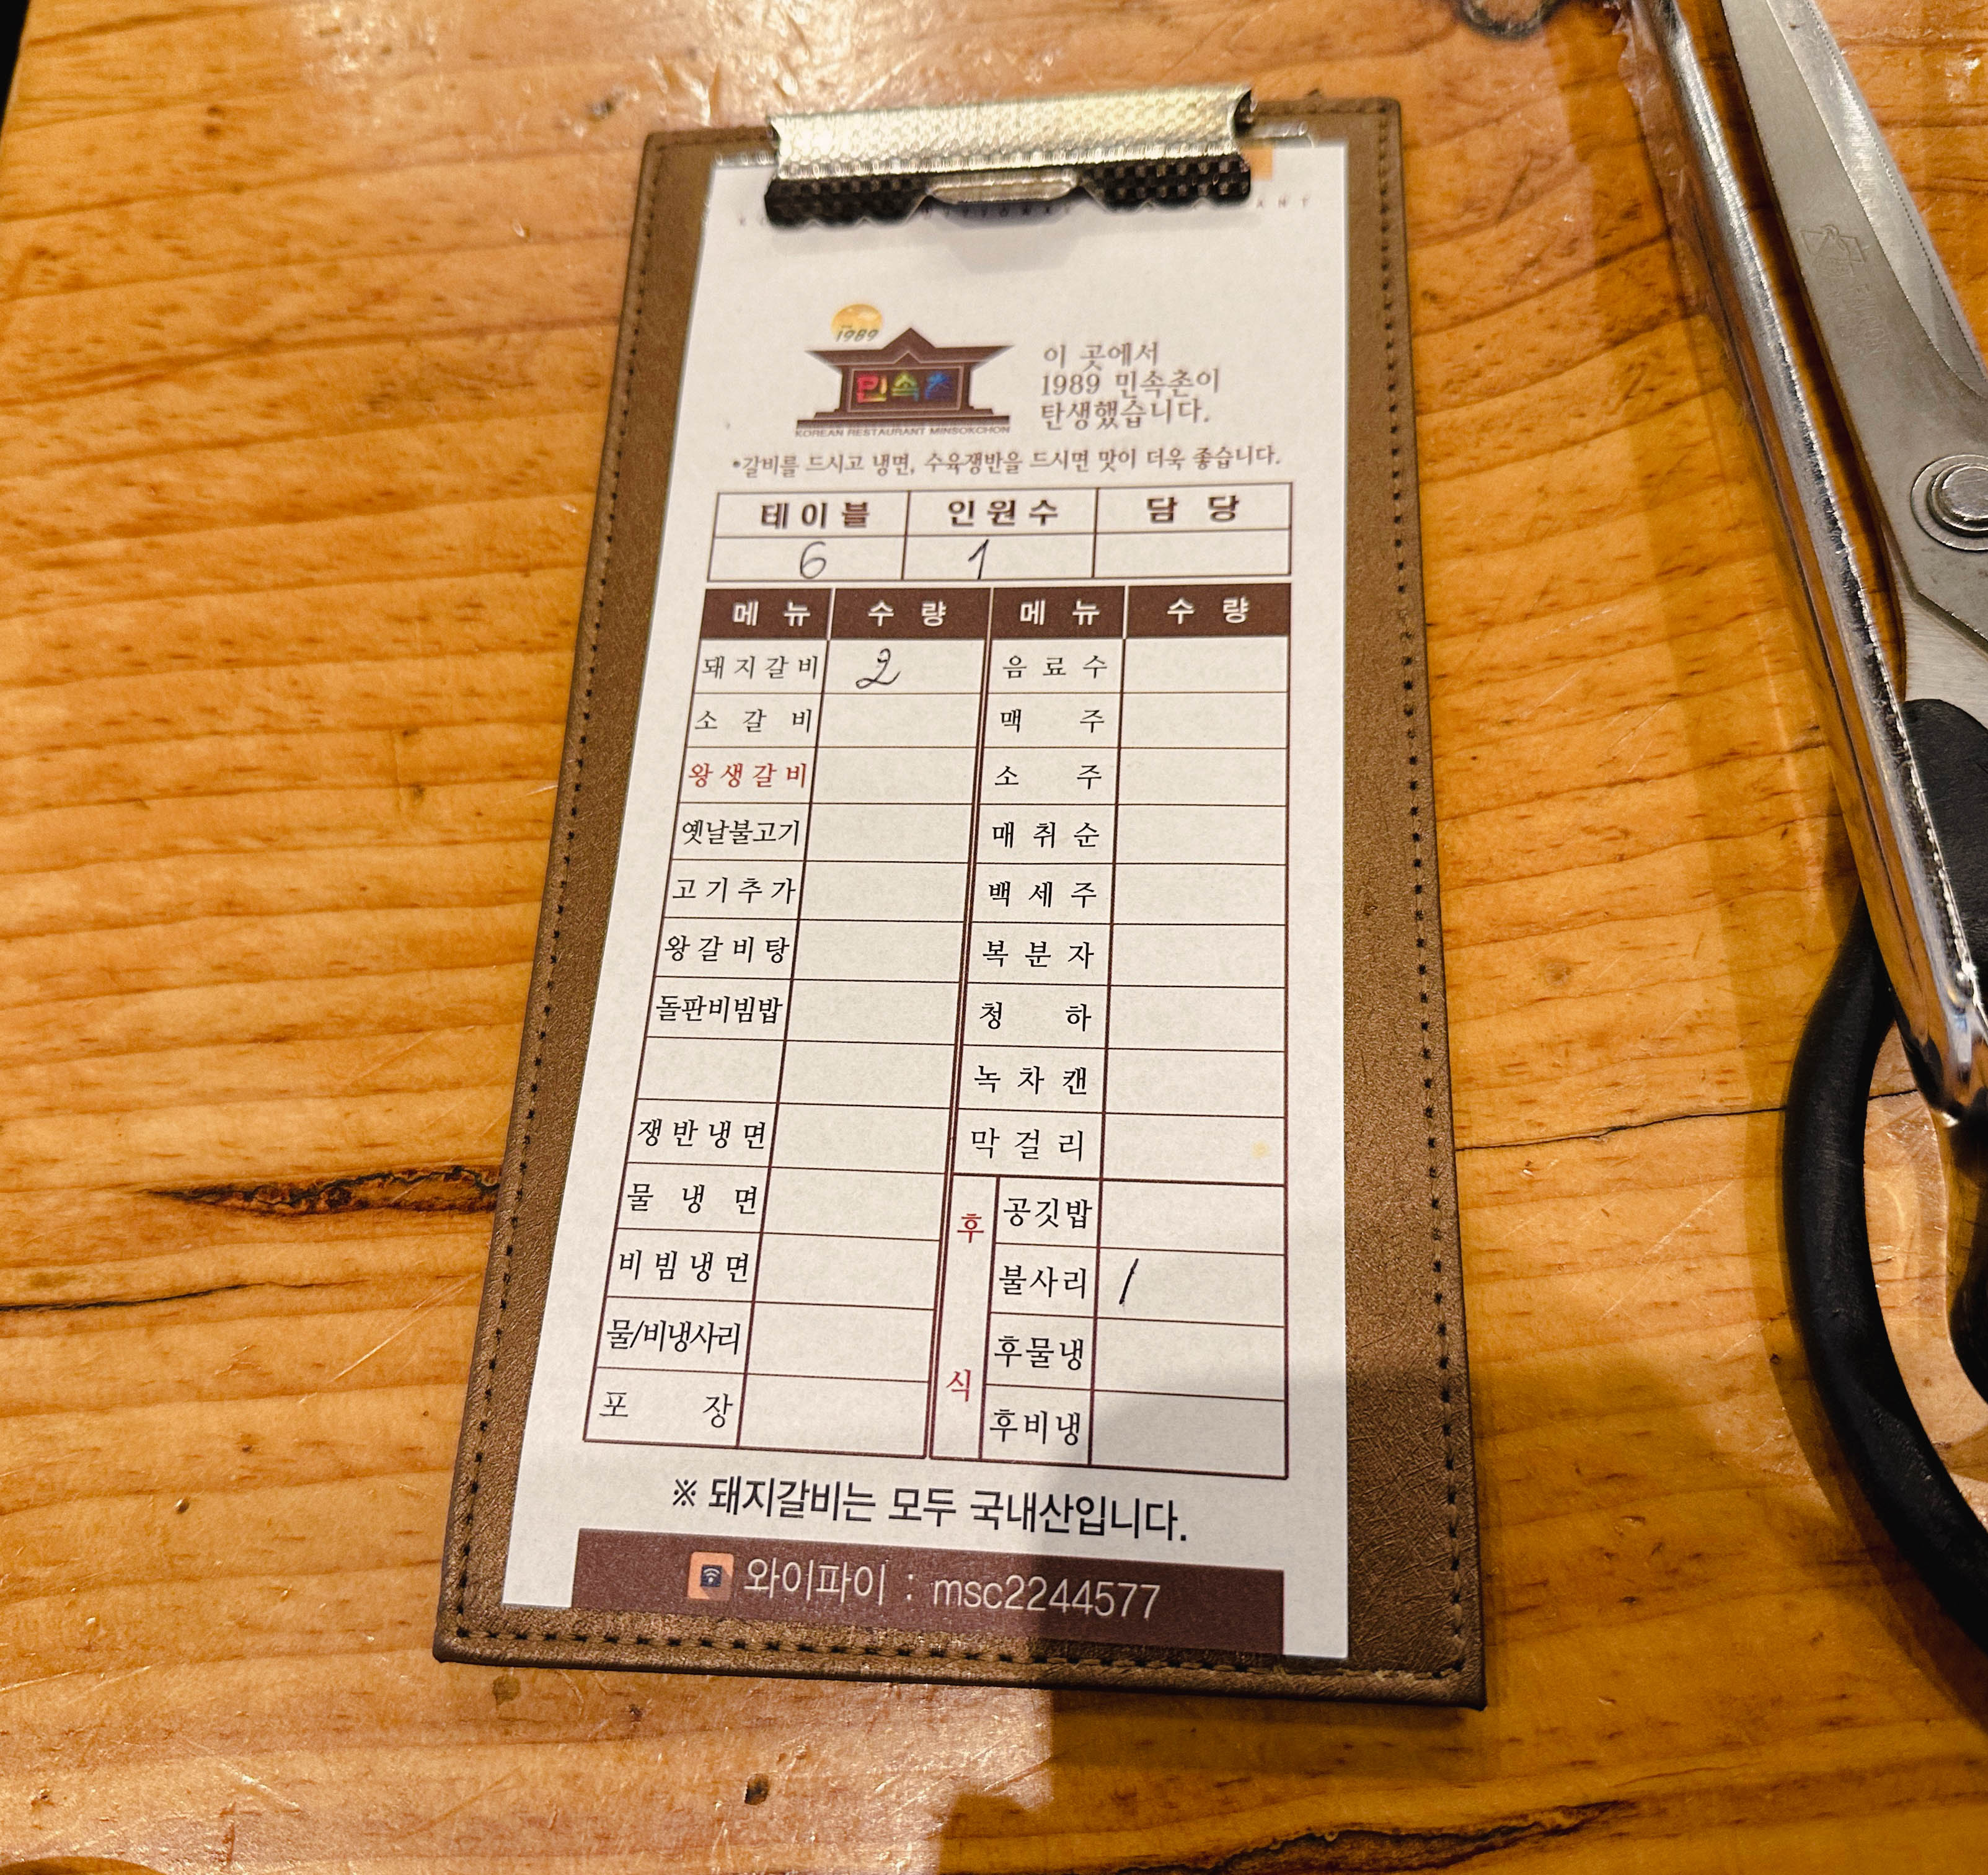 1989
민속촌
KOREAN RESTAURANT MINSOKCHON
이 곳에서
1989 민속촌이
탄생했습니다.
*갈비를 드시고 냉면, 수육쟁반을 드시면 맛이 더욱 좋습니다.
테이블 인원수 담당
6 1
메뉴 수량 메뉴 수량
돼지갈비 2 음료수
소갈비 맥주
왕생갈비 소주
옛날불고기 매취순
고기추가 백세주
왕갈비탕 복분자
돌판비빔밥 청하
녹차캔
쟁반냉면 막걸리
물냉면 후식 공깃밥
비빔냉면 불사리 1
물/비냉사리 후물냉
포장 후비냉
※ 돼지갈비는 모두 국내산입니다.
와이파이 : msc2244577